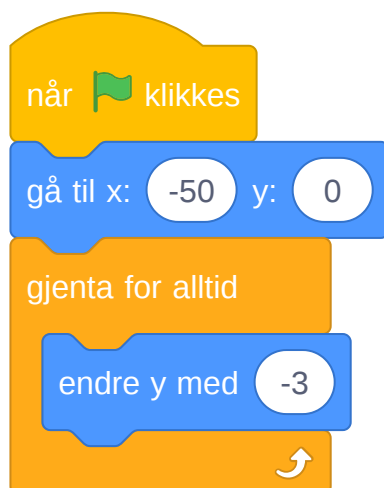 når klikkes
gå til x: -50 y: 0
gjenta for alltid
endre y med -3